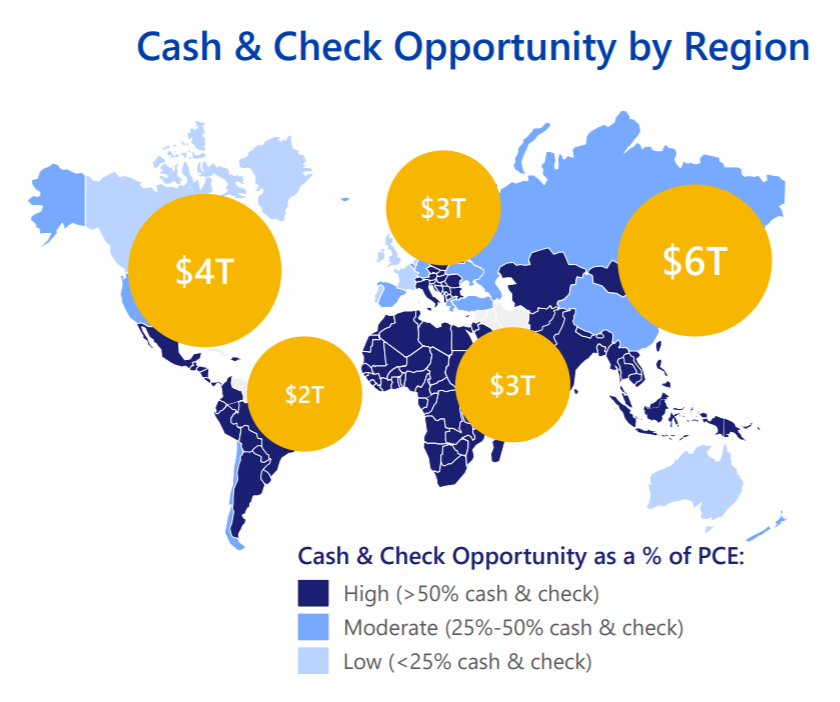 Cash & Check Opportunity by Region
$3T
$4T
$6T
$2T
$3T
Cash & Check Opportunity as a % of PCE:
High (>50% cash & check)
Moderate (25%-50% cash & check)
Low (<25% cash & check)